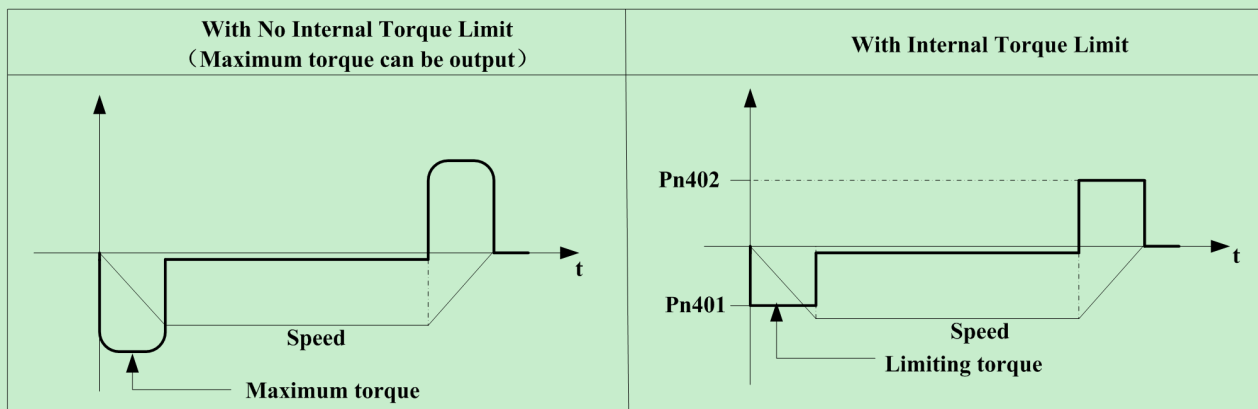 With No Internal Torque Limit
（Maximum torque can be output）
With Internal Torque Limit
t
Speed
Maximum torque
Pn402
t
Pn401
Speed
Limiting torque